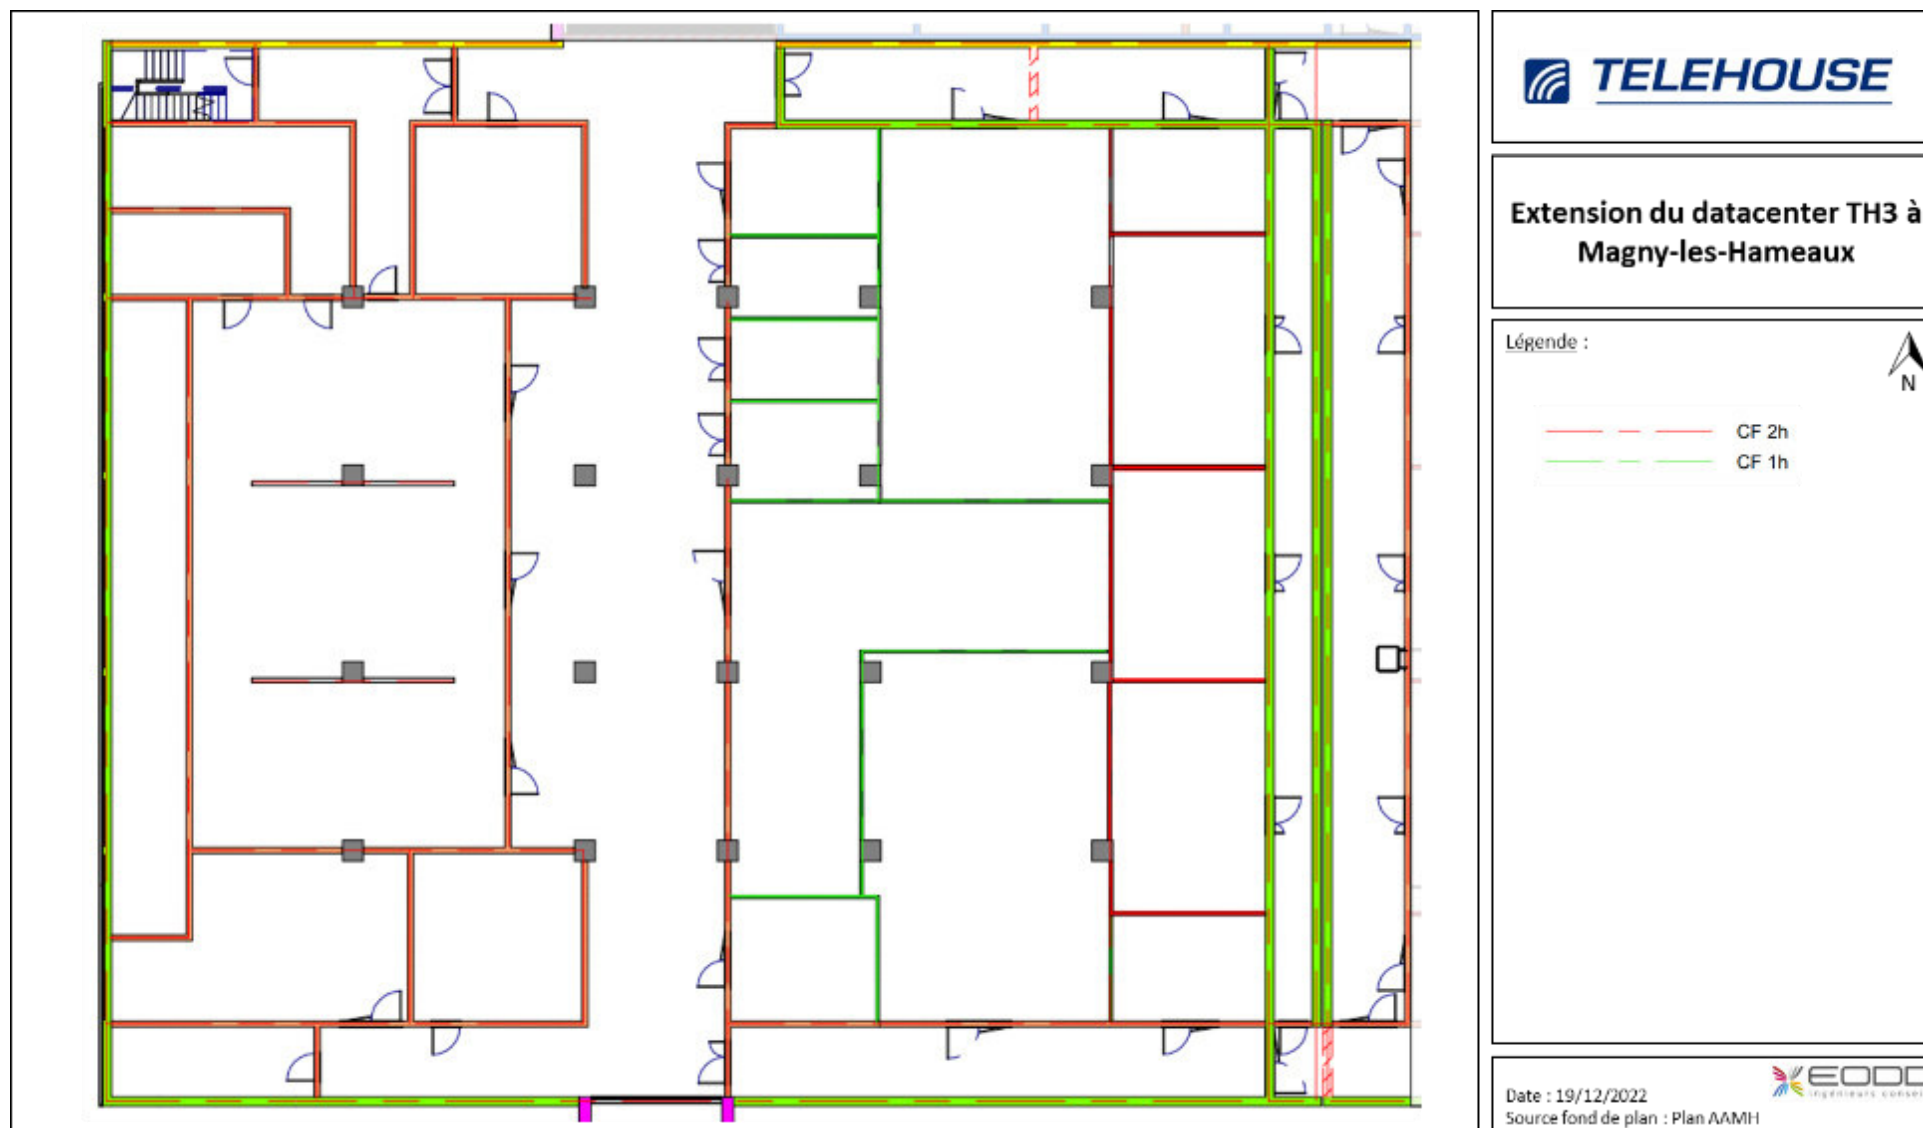 TELEHOUSE
Extension du datacenter TH3 à
Magny-les-Hameaux
Légende :
N
CF 2h
CF 1h
Date : 19/12/2022
Source fond de plan : Plan AAMH